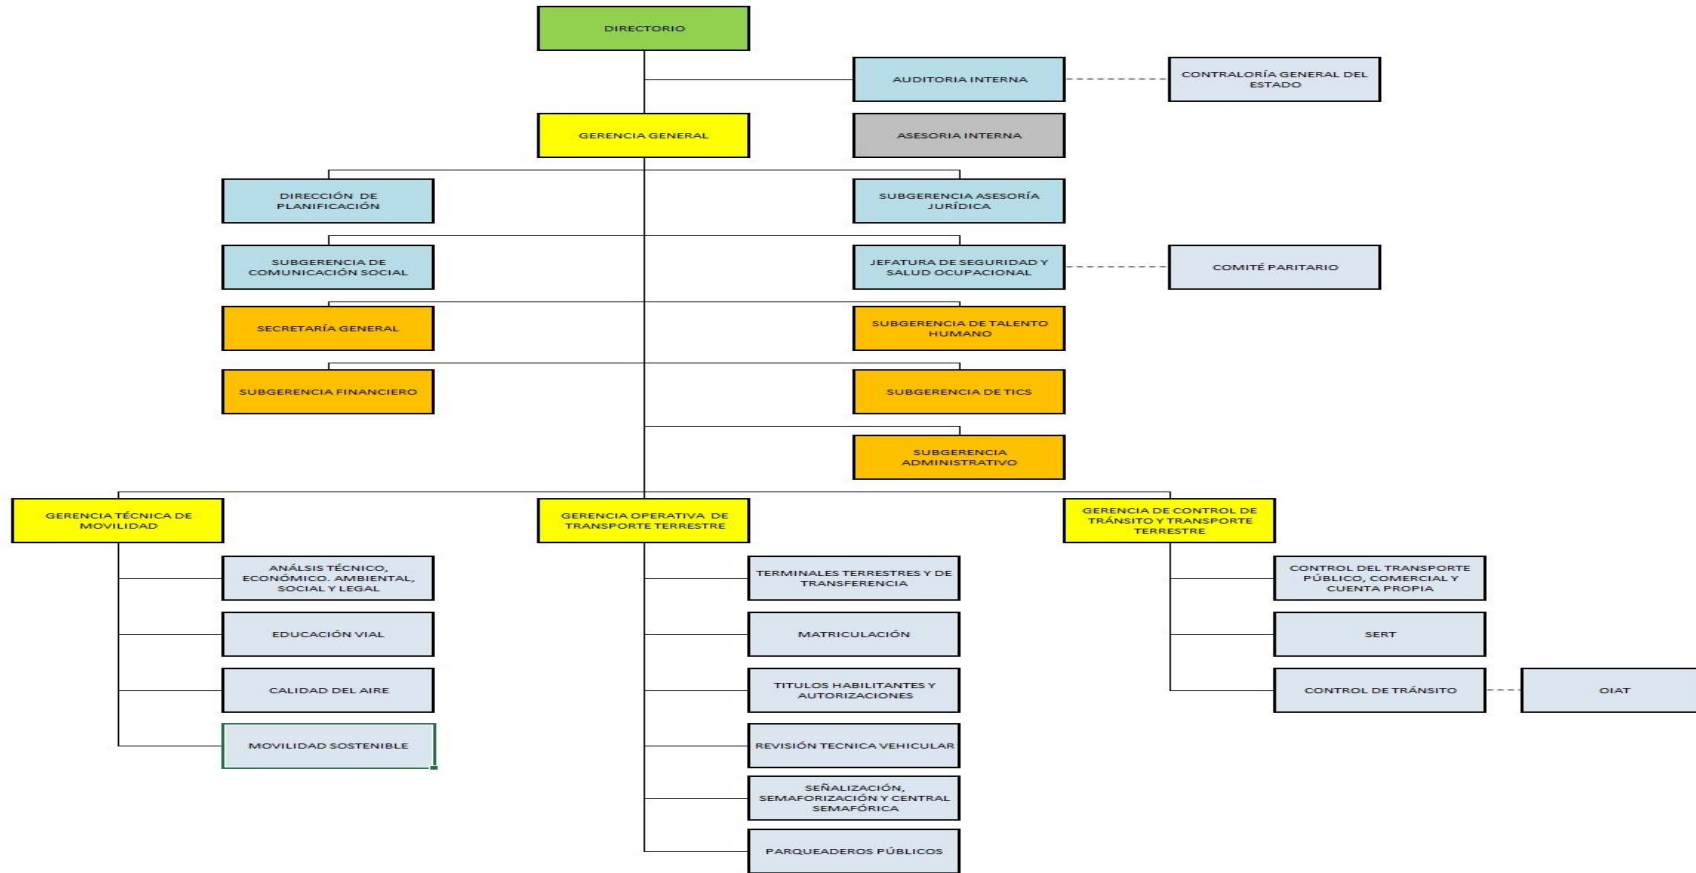 DIRECTORIO
AUDITORIA INTERNA
CONTRALORÍA GENERAL DEL
ESTADO
GERENCIA GENERAL
ASESORIA INTERNA
DIRECCIÓN DE
PLANIFICACIÓN
SUBGERENCIA ASESORÍA
JURÍDICA
SUBGERENCIA DE
COMUNICACIÓN SOCIAL
JEFATURA DE SEGURIDAD Y
SALUD OCUPACIONAL
COMITÉ PARITARIO
SECRETARÍA GENERAL
SUBGERENCIA DE TALENTO
HUMANO
SUBGERENCIA FINANCIERO
SUBGERENCIA DE TICS
SUBGERENCIA
ADMINISTRATIVO
GERENCIA TÉCNICA DE
MOVILIDAD
GERENCIA OPERATIVA DE
TRANSPORTE TERRESTRE
GERENCIA DE CONTROL DE
TRÁNSITO Y TRANSPORTE
TERRESTRE
ANÁLSIS TÉCNICO,
ECONÓMICO. AMBIENTAL,
SOCIAL Y LEGAL
TERMINALES TERRESTRES Y DE
TRANSFERENCIA
CONTROL DEL TRANSPORTE
PÚBLICO, COMERCIAL Y
CUENTA PROPIA
EDUCACIÓN VIAL
MATRICULACIÓN
SERT
CALIDAD DEL AIRE
TITULOS HABILITANTES Y
AUTORIZACIONES
CONTROL DE TRÁNSITO
OIAT
MOVILIDAD SOSTENIBLE
REVISIÓN TECNICA VEHICULAR
SEÑALIZACIÓN,
SEMAFORIZACIÓN Y CENTRAL
SEMAFÓRICA
PARQUEADEROS PÚBLICOS